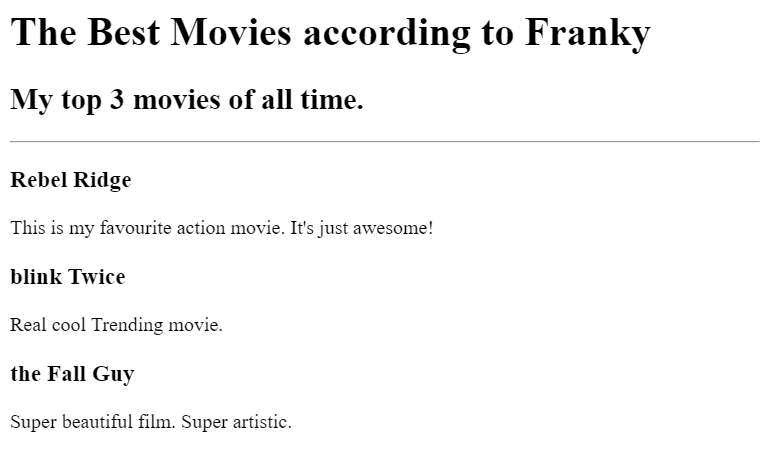 The Best Movies according to Franky
My top 3 movies of all time.
Rebel Ridge
This is my favourite action movie. It's just awesome!
blink Twice
Real cool Trending movie.
the Fall Guy
Super beautiful film. Super artistic.